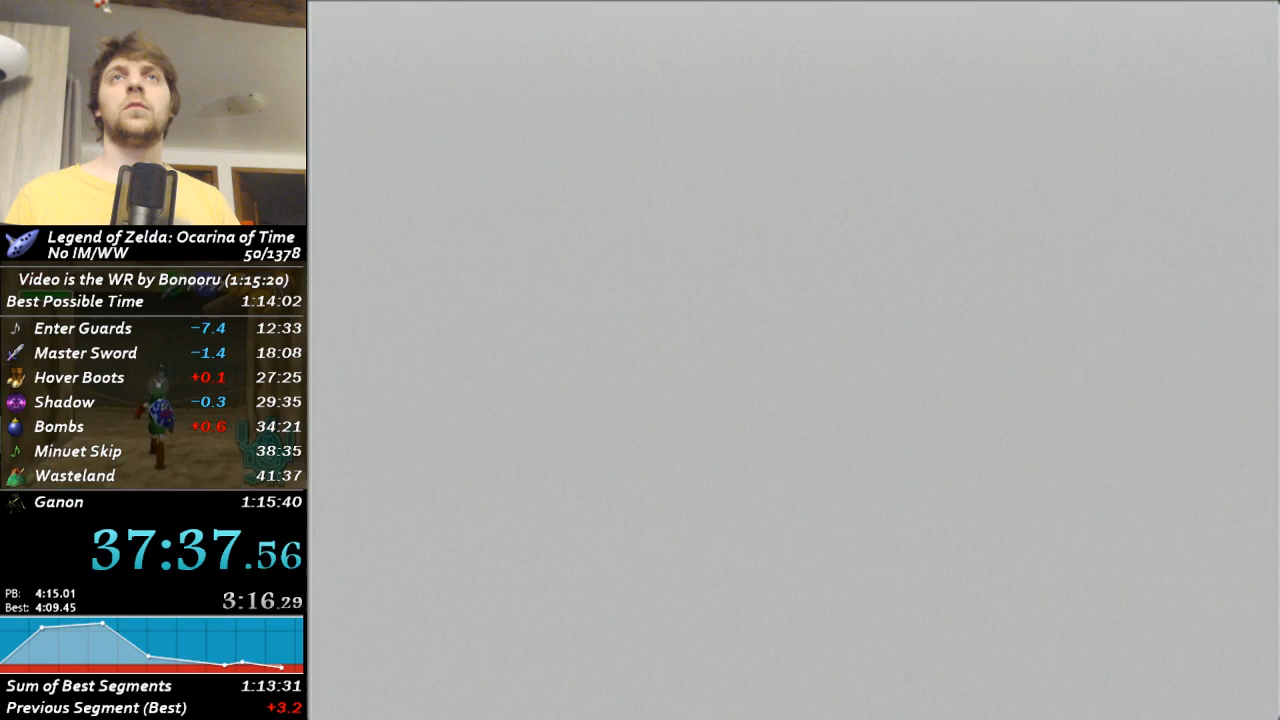 Legend of Zelda: Ocarina of Time
No IM/WW 50/1378
Video is the WR by Bonooru (1:15:20)
Best Possible Time 1:14:02
Enter Guards −7.4 12:33
Master Sword −1.4 18:08
Hover Boots +0.1 27:25
Shadow −0.3 29:35
Bombs +0.6 34:21
Minuet Skip 38:35
Wasteland 41:37
Ganon 1:15:40
37:37.56
PB: 4:15.01
Best: 4:09.45
3:16.29
Sum of Best Segments 1:13:31
Previous Segment (Best) +3.2